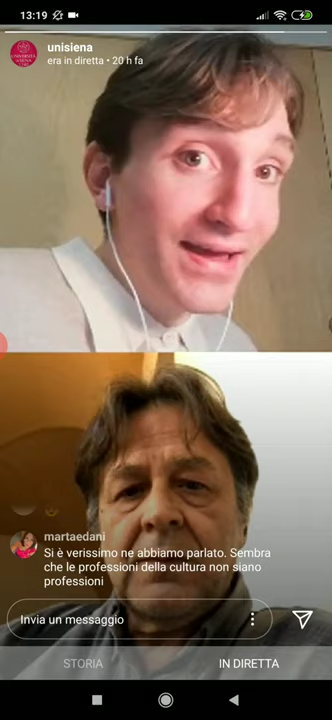 13:19
unisiena
era in diretta • 20 h fa
martaedani
Si è verissimo ne abbiamo parlato. Sembra
che le professioni della cultura non siano
professioni
Invia un messaggio
STORIA
IN DIRETTA